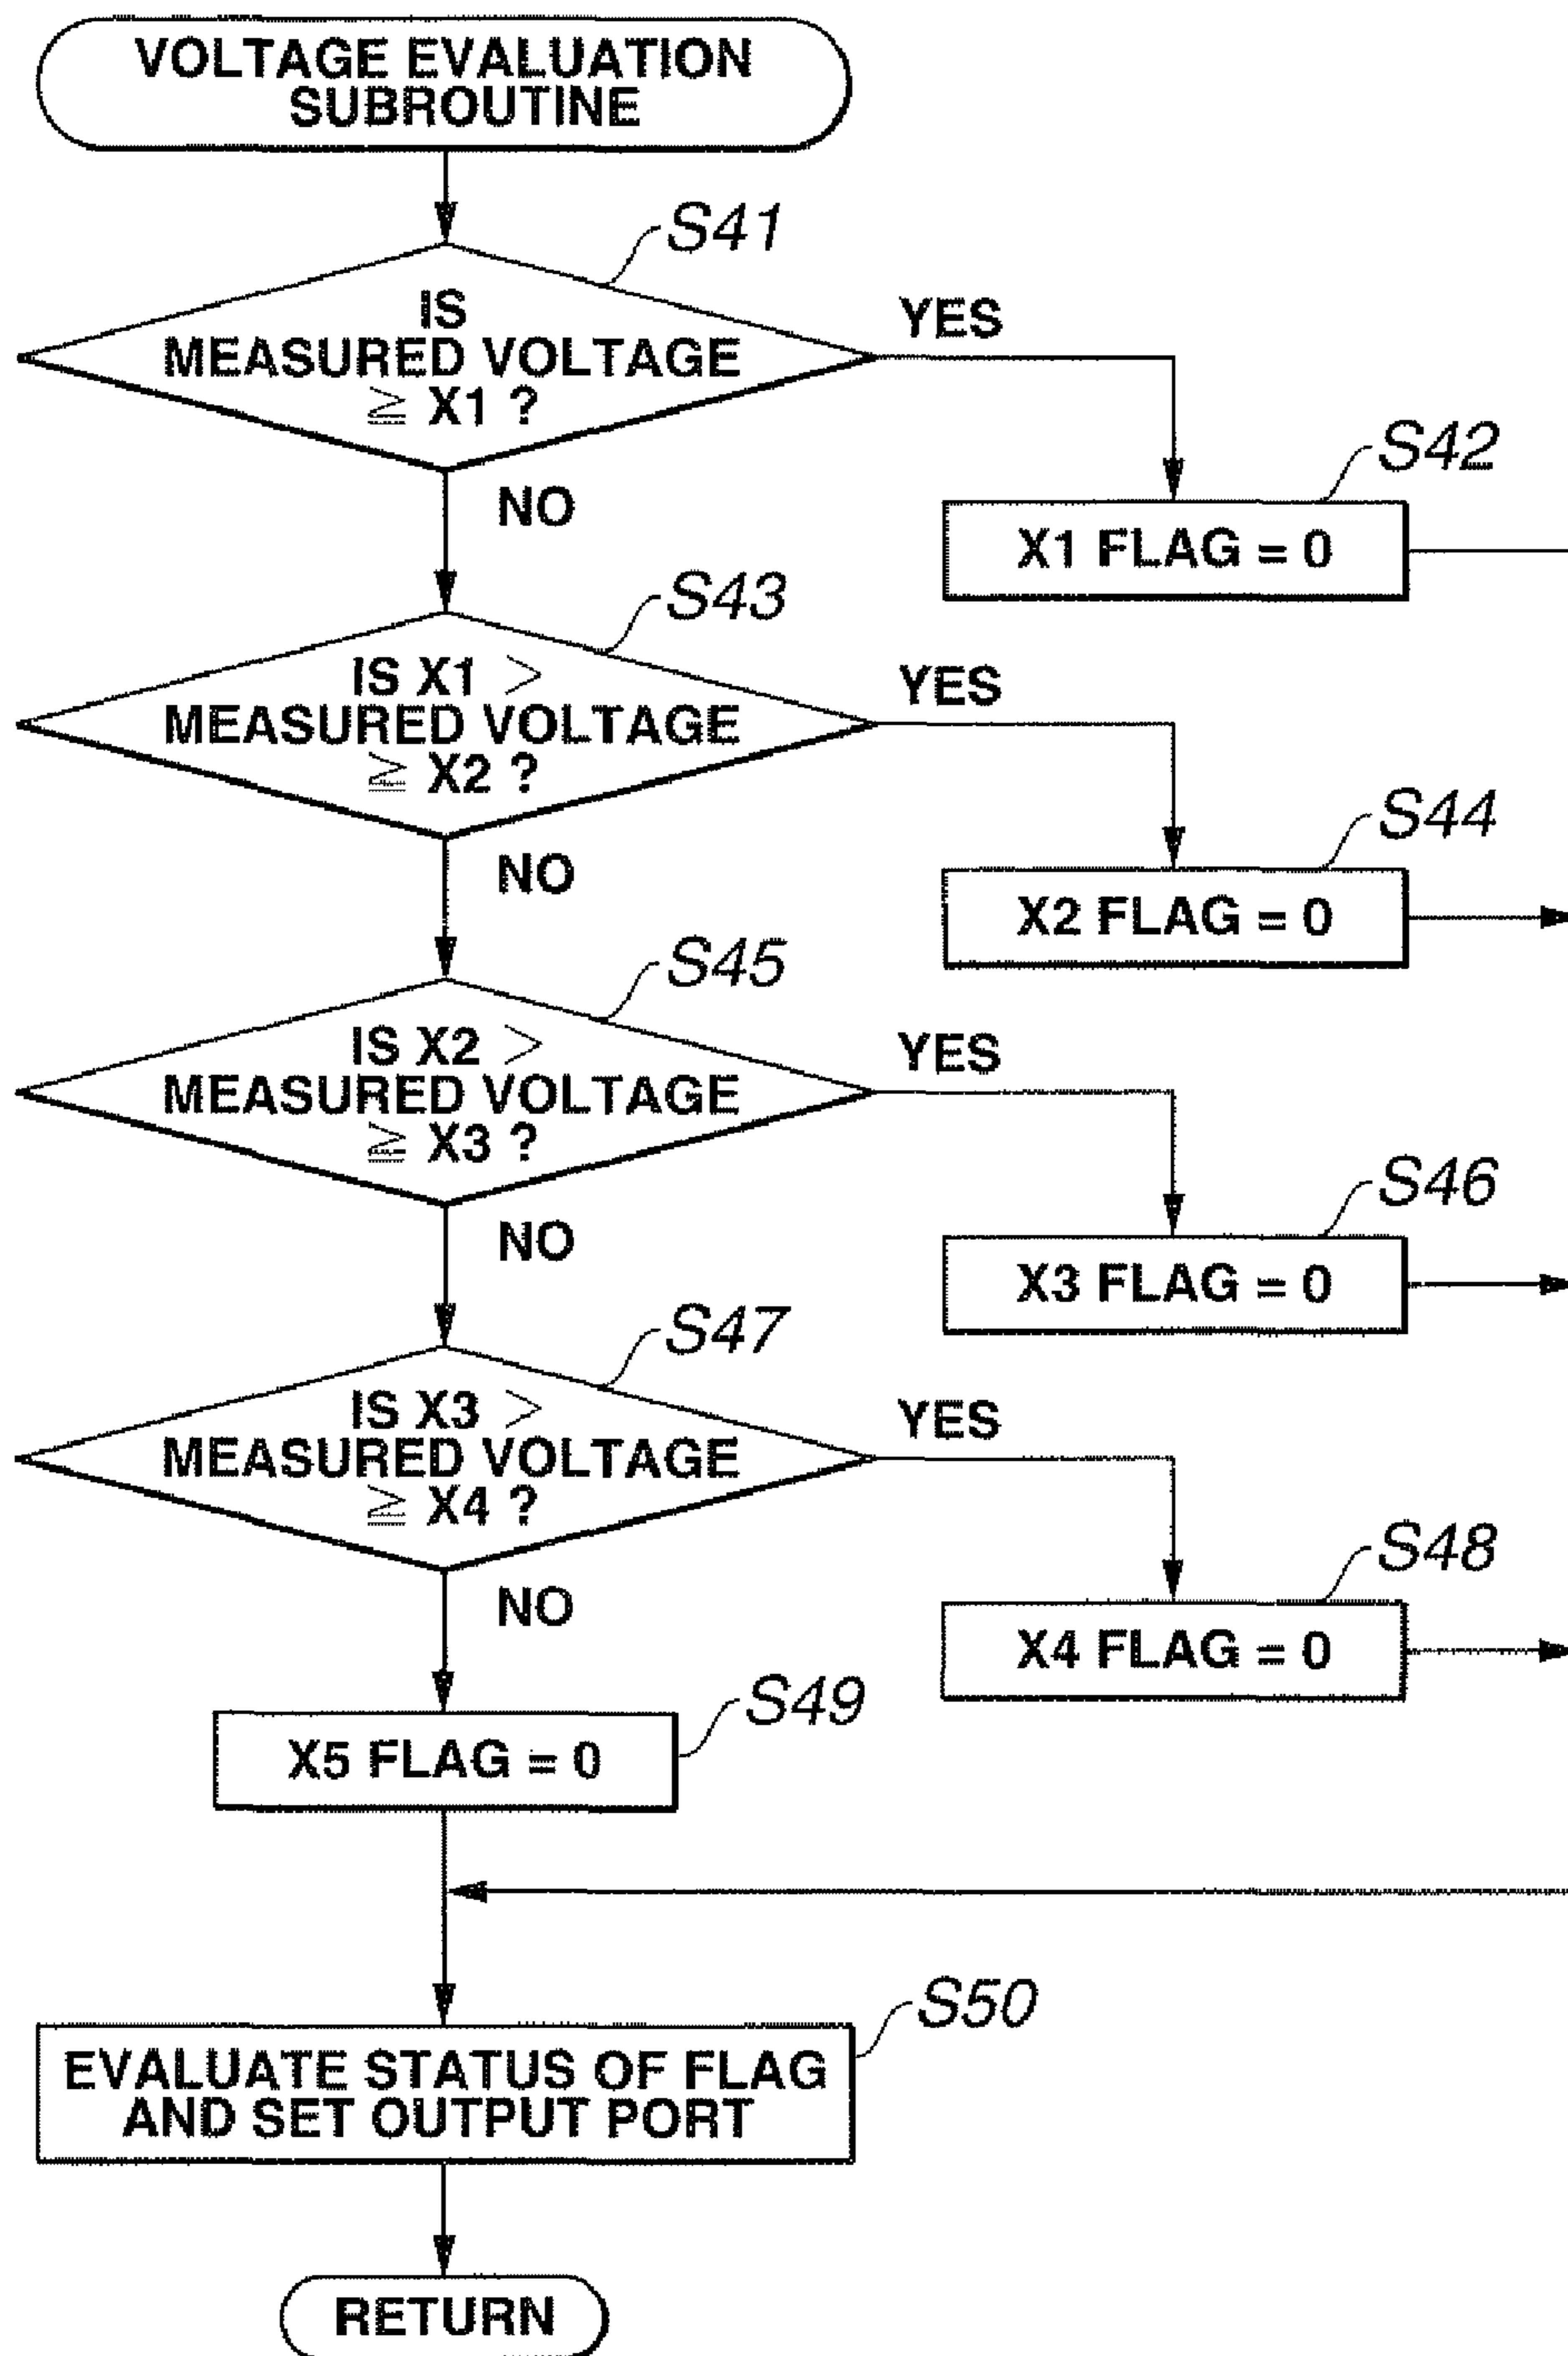 VOLTAGE EVALUATION
SUBROUTINE
S41
IS
MEASURED VOLTAGE
≧ X1 ?
YES
S42
X1 FLAG = 0
NO
S43
IS X1 >
MEASURED VOLTAGE
≧ X2 ?
YES
S44
X2 FLAG = 0
NO
S45
IS X2 >
MEASURED VOLTAGE
≧ X3 ?
YES
S46
X3 FLAG = 0
NO
S47
IS X3 >
MEASURED VOLTAGE
≧ X4 ?
YES
S48
X4 FLAG = 0
NO
S49
X5 FLAG = 0
S50
EVALUATE STATUS OF FLAG
AND SET OUTPUT PORT
RETURN